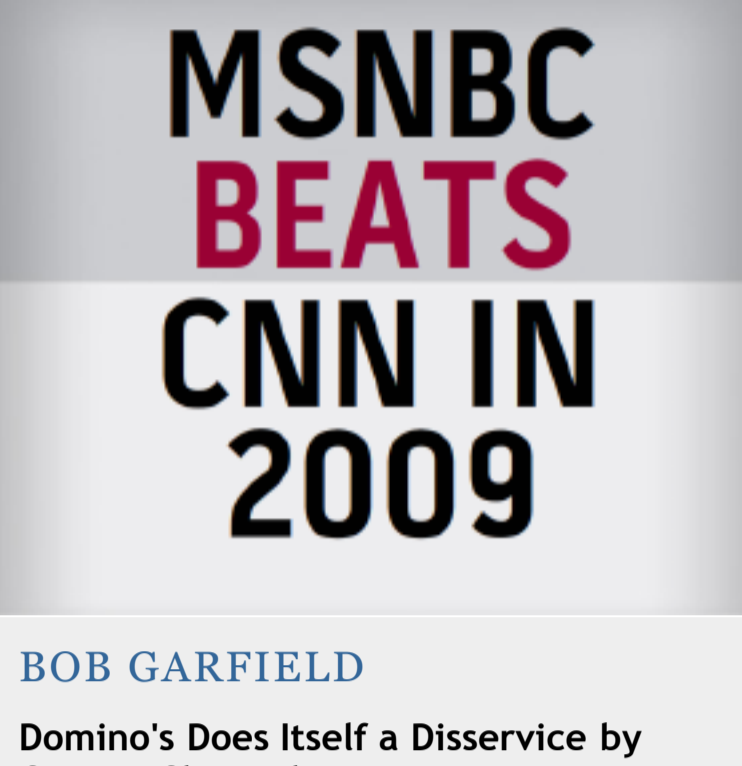 MSNBC
BEATS
CNN IN
2009
BOB GARFIELD
Domino's Does Itself a Disservice by